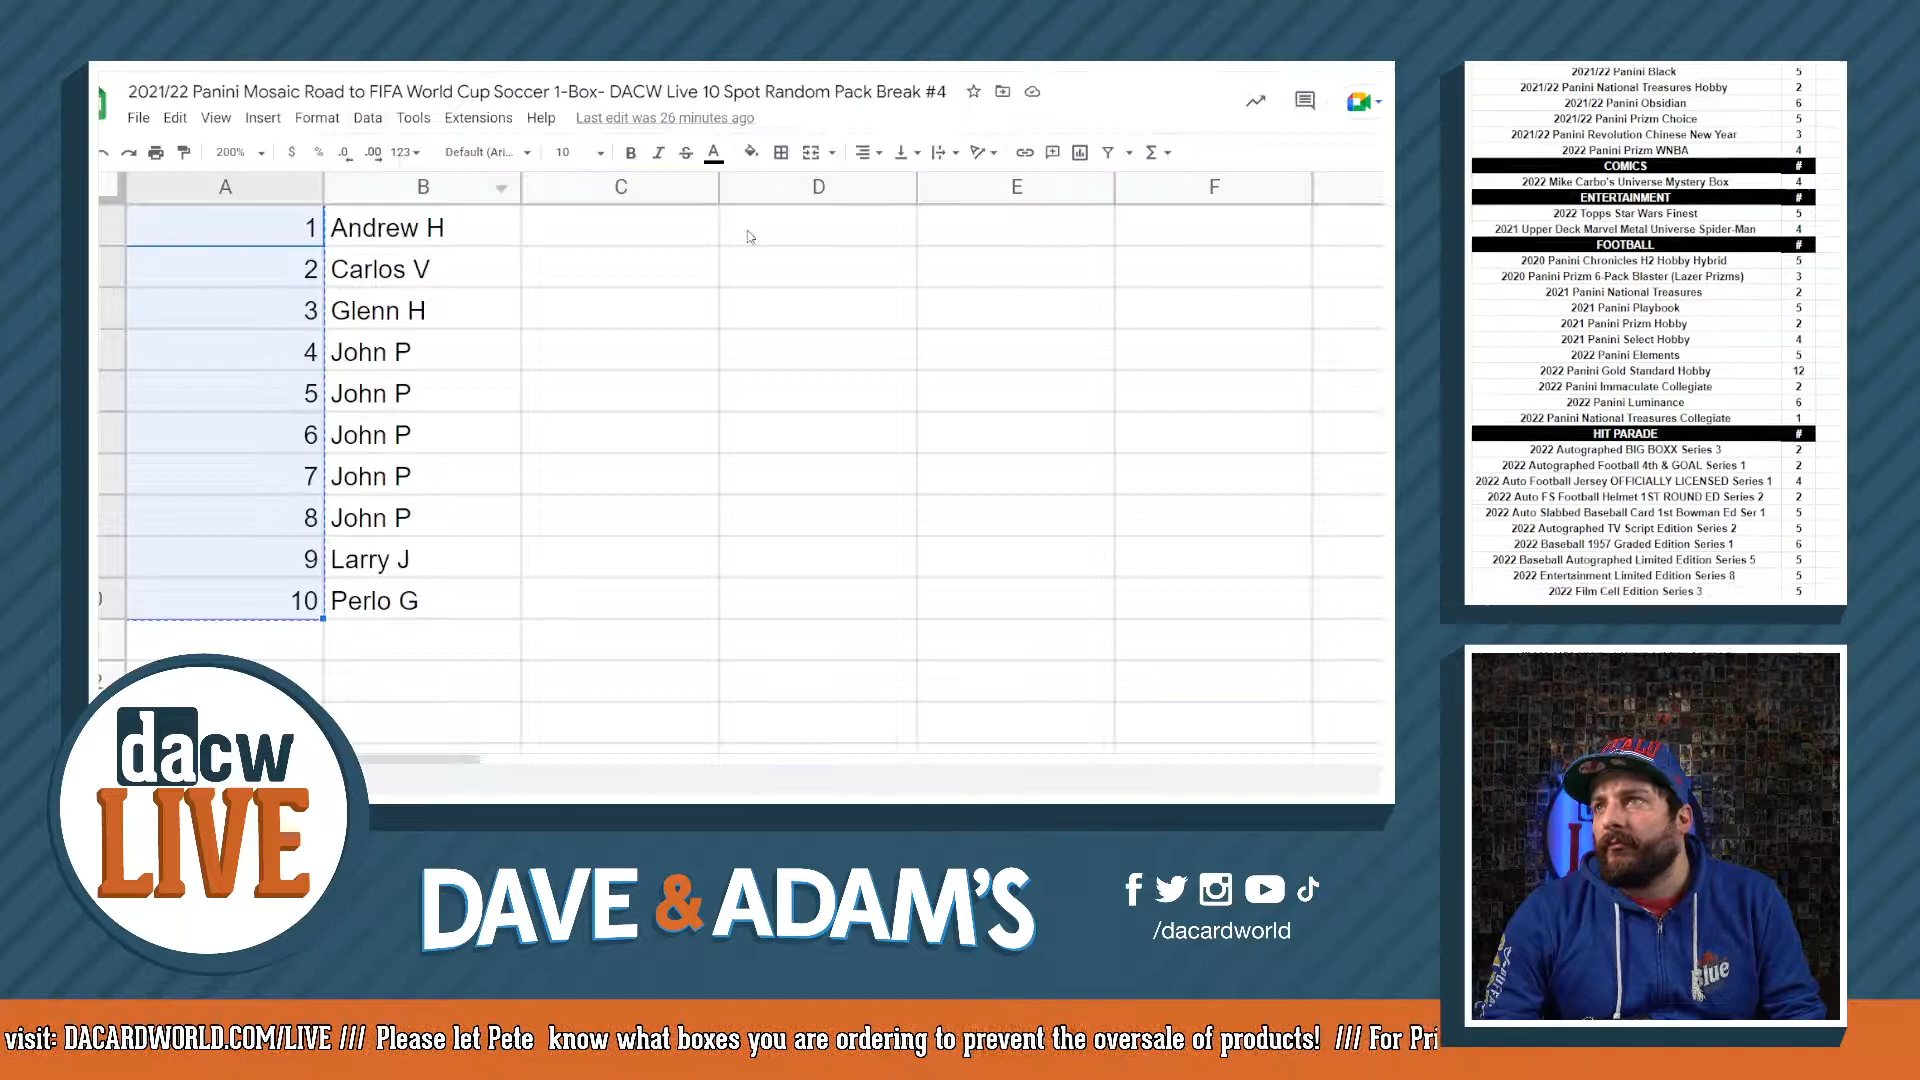 2021/22 Panini Mosaic Road to FIFA World Cup Soccer 1-Box- DACW Live 10 Spot Random Pack Break #4
File Edit View Insert Format Data Tools Extensions Help Last edit was 26 minutes ago
200% $ % .0 .00 123 Default (Ari... 10 B I S A
A B C D E F
1 Andrew H
2 Carlos V
3 Glenn H
4 John P
5 John P
6 John P
7 John P
8 John P
9 Larry J
10 Perlo G
2021/22 Panini Black 5
2021/22 Panini National Treasures Hobby 2
2021/22 Panini Obsidian 6
2021/22 Panini Prizm Choice 5
2021/22 Panini Revolution Chinese New Year 3
2022 Panini Prizm WNBA 4
COMICS #
2022 Mike Carbo's Universe Mystery Box 4
ENTERTAINMENT #
2022 Topps Star Wars Finest 5
2021 Upper Deck Marvel Metal Universe Spider-Man 4
FOOTBALL #
2020 Panini Chronicles H2 Hobby Hybrid 5
2020 Panini Prizm 6-Pack Blaster (Lazer Prizms) 3
2021 Panini National Treasures 2
2021 Panini Playbook 5
2021 Panini Prizm Hobby 2
2021 Panini Select Hobby 4
2022 Panini Elements 5
2022 Panini Gold Standard Hobby 12
2022 Panini Immaculate Collegiate 2
2022 Panini Luminance 6
2022 Panini National Treasures Collegiate 1
HIT PARADE #
2022 Autographed BIG BOXX Series 3 2
2022 Autographed Football 4th & GOAL Series 1 2
2022 Auto Football Jersey OFFICIALLY LICENSED Series 1 4
2022 Auto FS Football Helmet 1ST ROUND ED Series 2 2
2022 Auto Slabbed Baseball Card 1st Bowman Ed Ser 1 5
2022 Autographed TV Script Edition Series 2 5
2022 Baseball 1957 Graded Edition Series 1 6
2022 Baseball Autographed Limited Edition Series 5 5
2022 Entertainment Limited Edition Series 8 5
2022 Film Cell Edition Series 3 5
dacw
LIVE
DAVE & ADAM'S
/dacardworld
Blue
visit: DACARDWORLD.COM/LIVE /// Please let Pete know what boxes you are ordering to prevent the oversale of products! /// For Pri